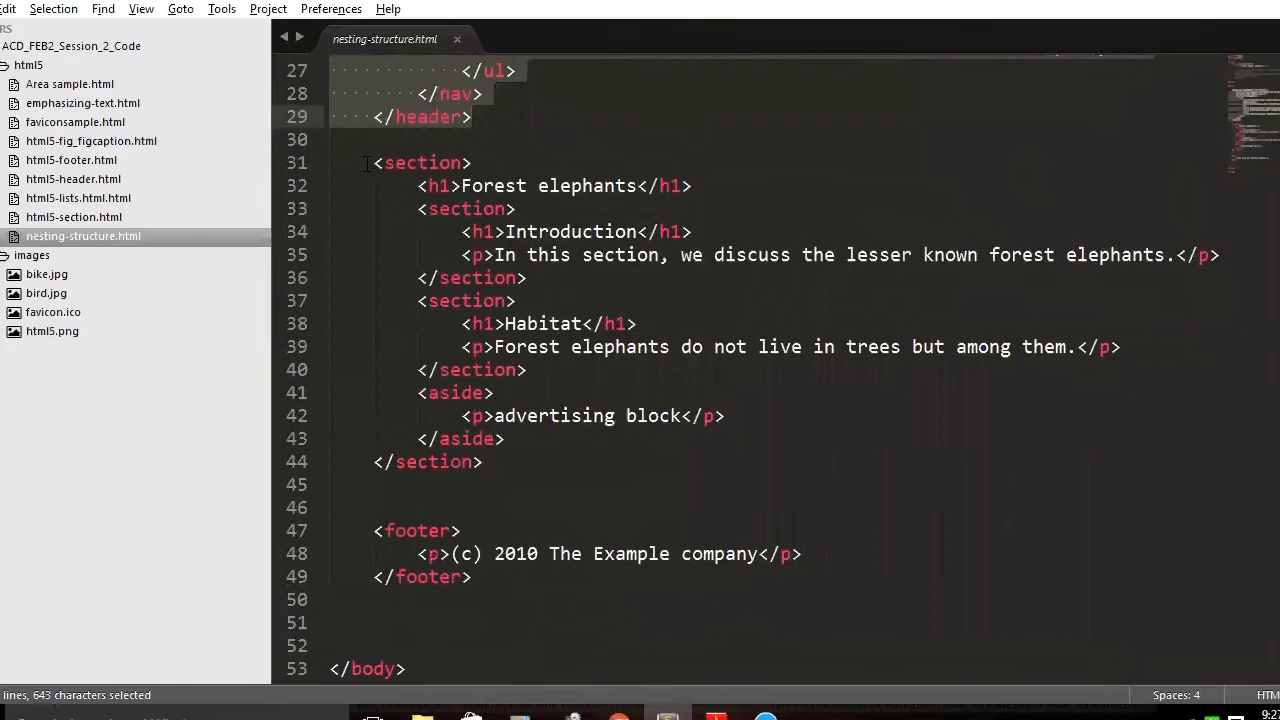 Edit Selection Find View Goto Tools Project Preferences Help
RS
ACD_FEB2_Session_2_Code
html5
Area sample.html
emphasizing-text.html
faviconsample.html
html5-fig_figcaption.html
html5-footer.html
html5-header.html
html5-lists.html.html
html5-section.html
nesting-structure.html
images
bike.jpg
bird.jpg
favicon.ico
html5.png
nesting-structure.html ×
27 </ul>
28 </nav>
29 </header>
30
31 <section>
32 <h1>Forest elephants</h1>
33 <section>
34 <h1>Introduction</h1>
35 <p>In this section, we discuss the lesser known forest elephants.</p>
36 </section>
37 <section>
38 <h1>Habitat</h1>
39 <p>Forest elephants do not live in trees but among them.</p>
40 </section>
41 <aside>
42 <p>advertising block</p>
43 </aside>
44 </section>
45
46
47 <footer>
48 <p>(c) 2010 The Example company</p>
49 </footer>
50
51
52
53 </body>
lines, 643 characters selected
Spaces: 4
HTM
9:27